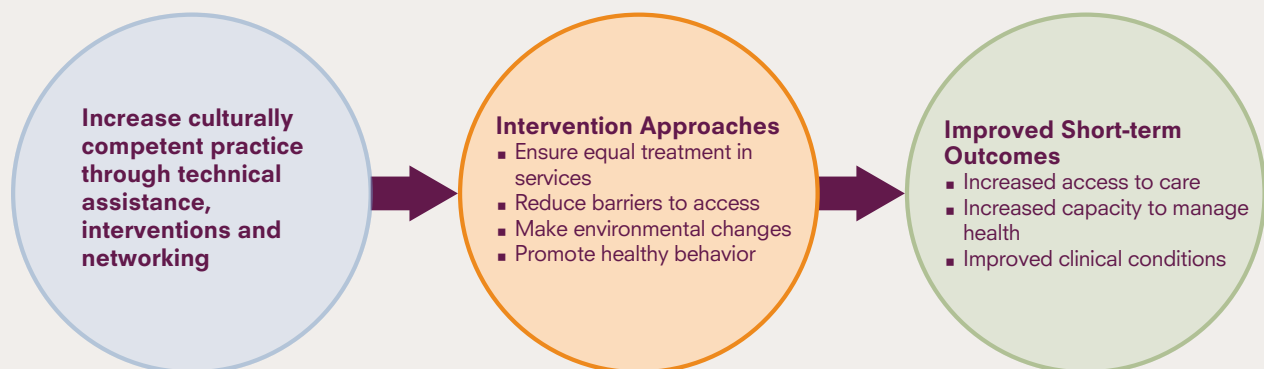 Increase culturally
competent practice
through technical
assistance,
interventions and
networking
Intervention Approaches
▪ Ensure equal treatment in
services
▪ Reduce barriers to access
▪ Make environmental changes
▪ Promote healthy behavior
Improved Short-term
Outcomes
▪ Increased access to care
▪ Increased capacity to manage
health
▪ Improved clinical conditions